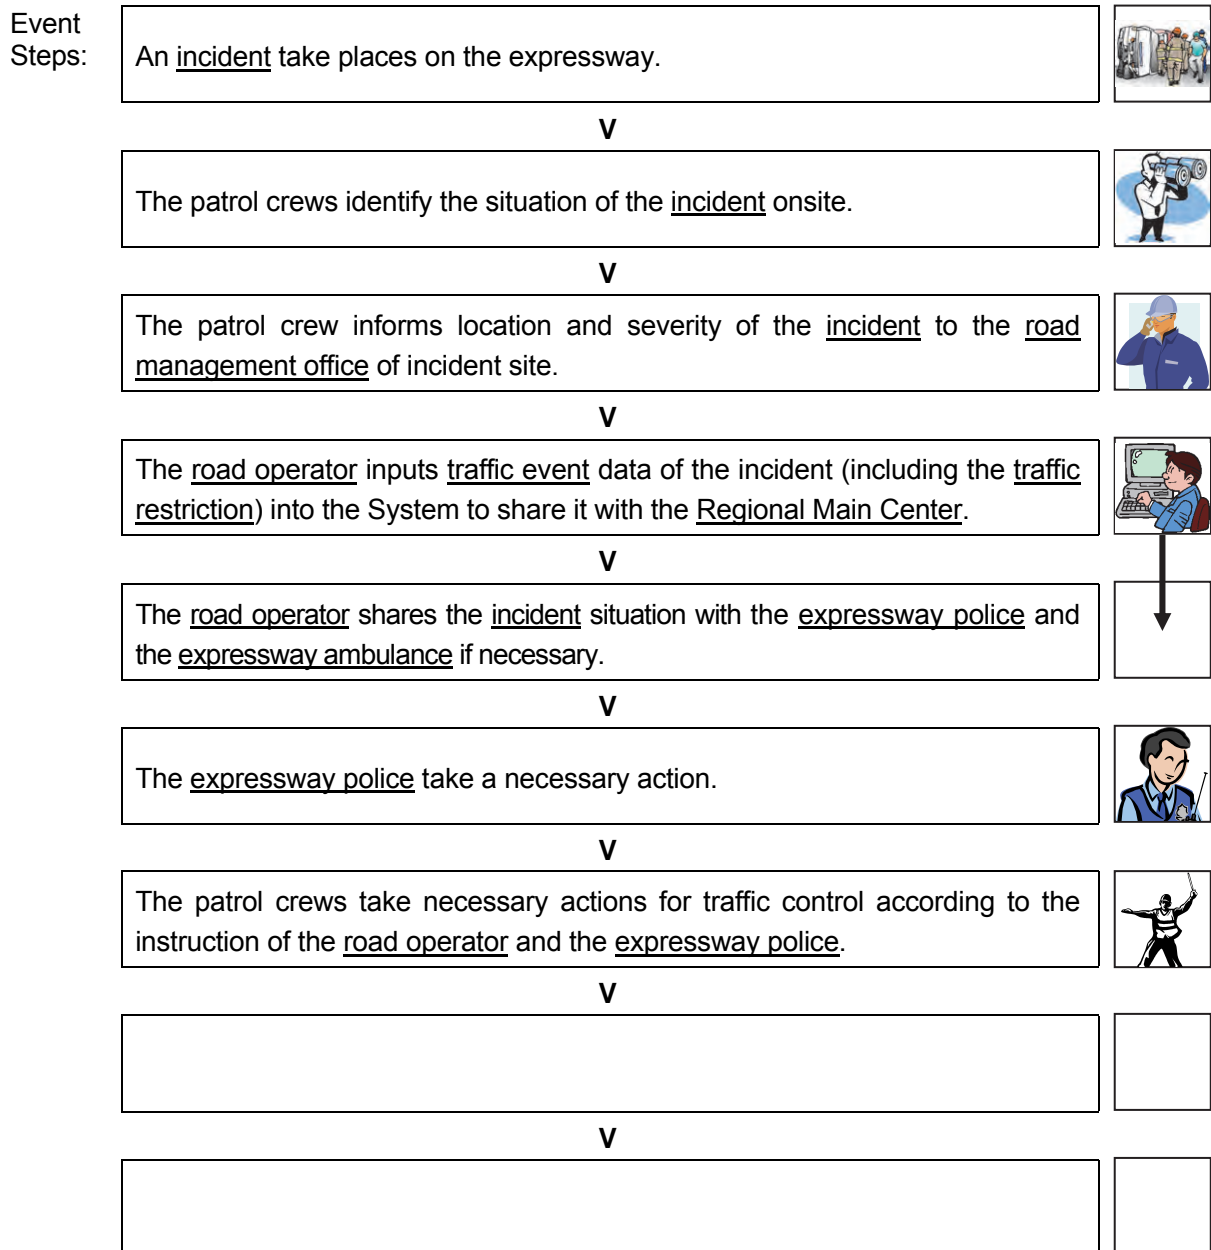 Event
Steps:
An incident take places on the expressway.
V
The patrol crews identify the situation of the incident onsite.
V
The patrol crew informs location and severity of the incident to the road
management office of incident site.
V
The road operator inputs traffic event data of the incident (including the traffic
restriction) into the System to share it with the Regional Main Center.
V
The road operator shares the incident situation with the expressway police and
the expressway ambulance if necessary.
V
The expressway police take a necessary action.
V
The patrol crews take necessary actions for traffic control according to the
instruction of the road operator and the expressway police.
V
V